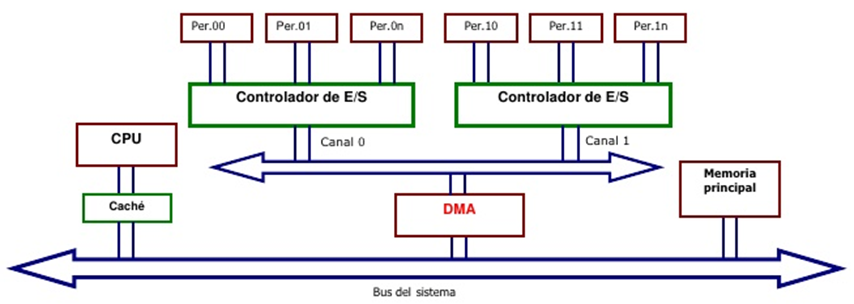 Per.00
Per.01
Per.0n
Per.10
Per.11
Per.1n
Controlador de E/S
Controlador de E/S
Canal 0
Canal 1
CPU
Caché
DMA
Memoria
principal
Bus del sistema